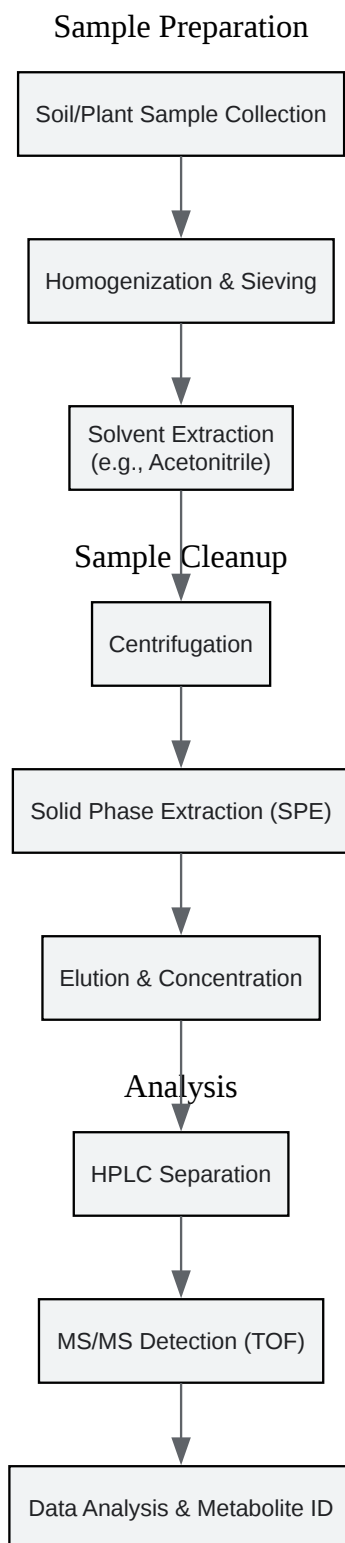 Sample Preparation
Soil/Plant Sample Collection
Homogenization & Sieving
Solvent Extraction
(e.g., Acetonitrile)
Sample Cleanup
Centrifugation
Solid Phase Extraction (SPE)
Elution & Concentration
Analysis
HPLC Separation
MS/MS Detection (TOF)
Data Analysis & Metabolite ID